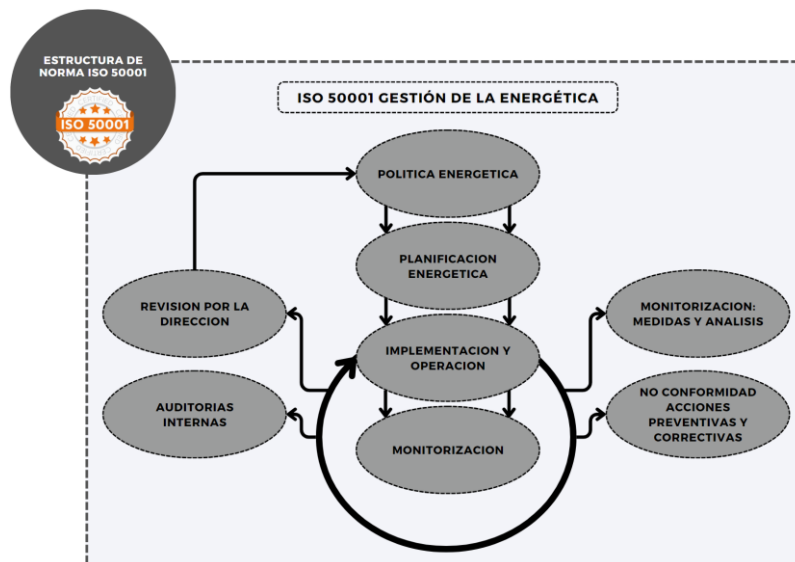 ESTRUCTURA DE
NORMA ISO 50001
ISO 50001
ISO 50001 GESTIÓN DE LA ENERGÉTICA
POLITICA ENERGETICA
PLANIFICACION
ENERGETICA
REVISION POR LA
DIRECCION
IMPLEMENTACION Y
OPERACION
MONITORIZACION:
MEDIDAS Y ANALISIS
AUDITORIAS
INTERNAS
MONITORIZACION
NO CONFORMIDAD
ACCIONES
PREVENTIVAS Y
CORRECTIVAS